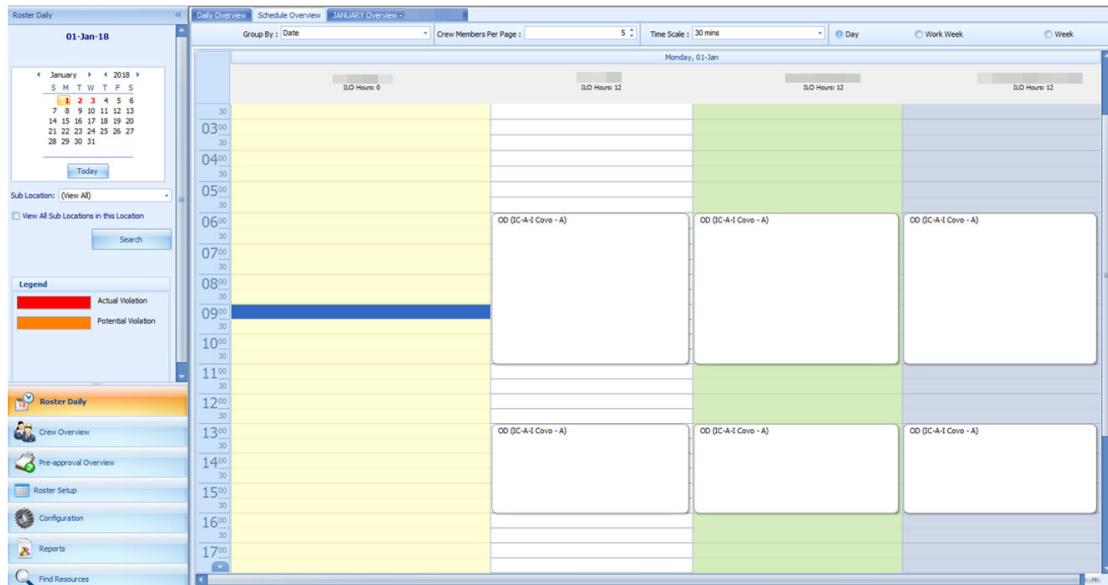 Roster Daily «
01-Jan-18
January 2018
S M T W T F S
1 2 3 4 5 6
7 8 9 10 11 12 13
14 15 16 17 18 19 20
21 22 23 24 25 26 27
28 29 30 31
Today
Sub Location: (View All)
View All Sub Locations in this Location
Search
Legend
Actual Violation
Potential Violation
Roster Daily
Crew Overview
Pre-approval Overview
Roster Setup
Configuration
Reports
Find Resources
Daily Overview Schedule Overview JANUARY Overview -
Group By : Date Crew Members Per Page : 5 Time Scale : 30 mins Day Work Week Week
Monday, 01-Jan
ILO Hours: 0 ILO Hours: 12 ILO Hours: 12 ILO Hours: 12
30
03 00
30
04 00
30
05 00
30
06 00 OD (IC-A-I Covo - A) OD (IC-A-I Covo - A) OD (IC-A-I Covo - A)
30
07 00
30
08 00
30
09 00
30
10 00
30
11 00
30
12 00
30
13 00 OD (IC-A-I Covo - A) OD (IC-A-I Covo - A) OD (IC-A-I Covo - A)
30
14 00
30
15 00
30
16 00
30
17 00